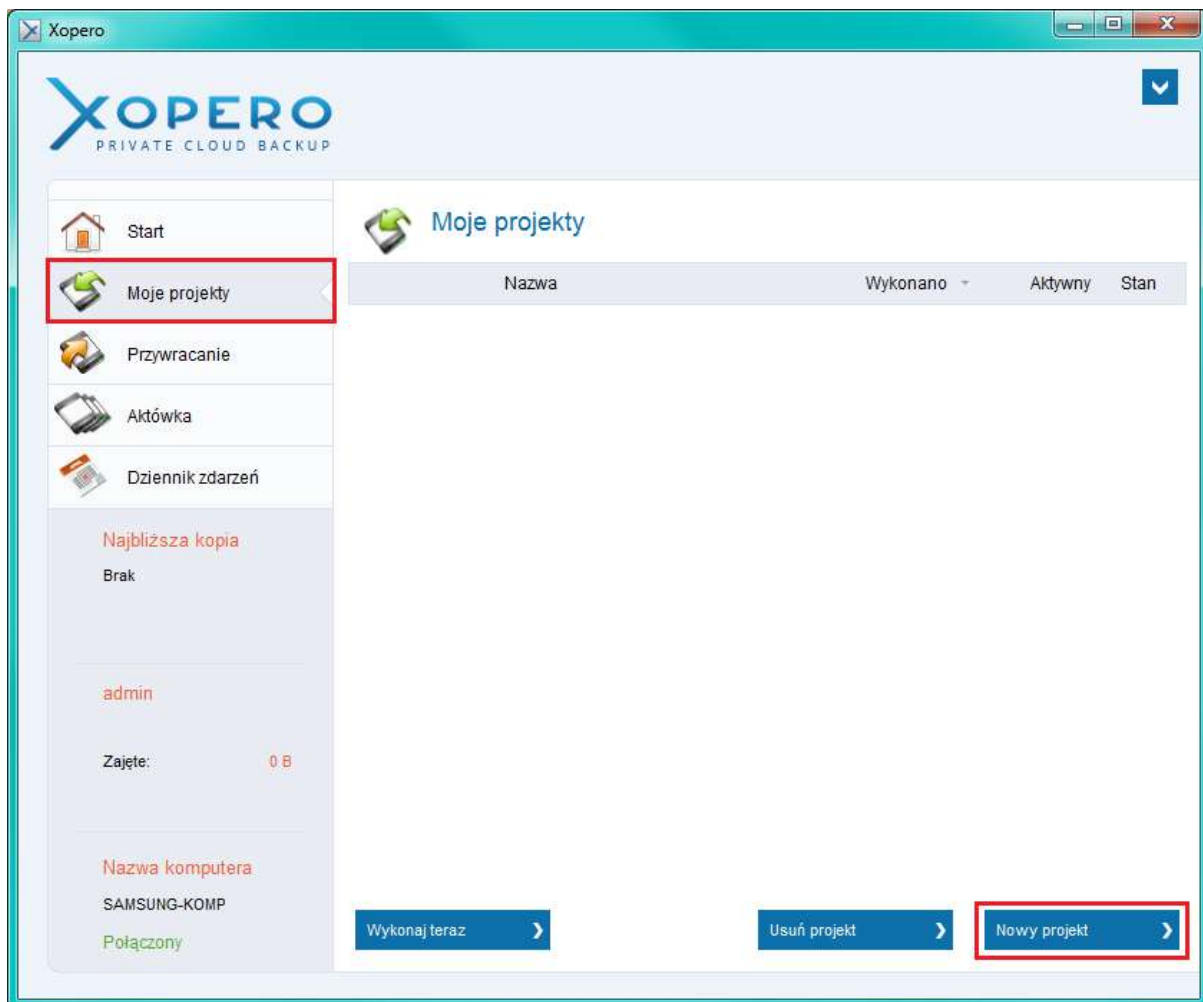 Xopero
XOPERO
PRIVATE CLOUD BACKUP
Start
Moje projekty
Przywracanie
Aktówka
Dziennik zdarzeń
Najbliższa kopia
Brak
admin
Zajęte: 0 B
Nazwa komputera
SAMSUNG-KOMP
Połączony
Moje projekty
Nazwa Wykonano Aktywny Stan
Wykonaj teraz Usuń projekt Nowy projekt